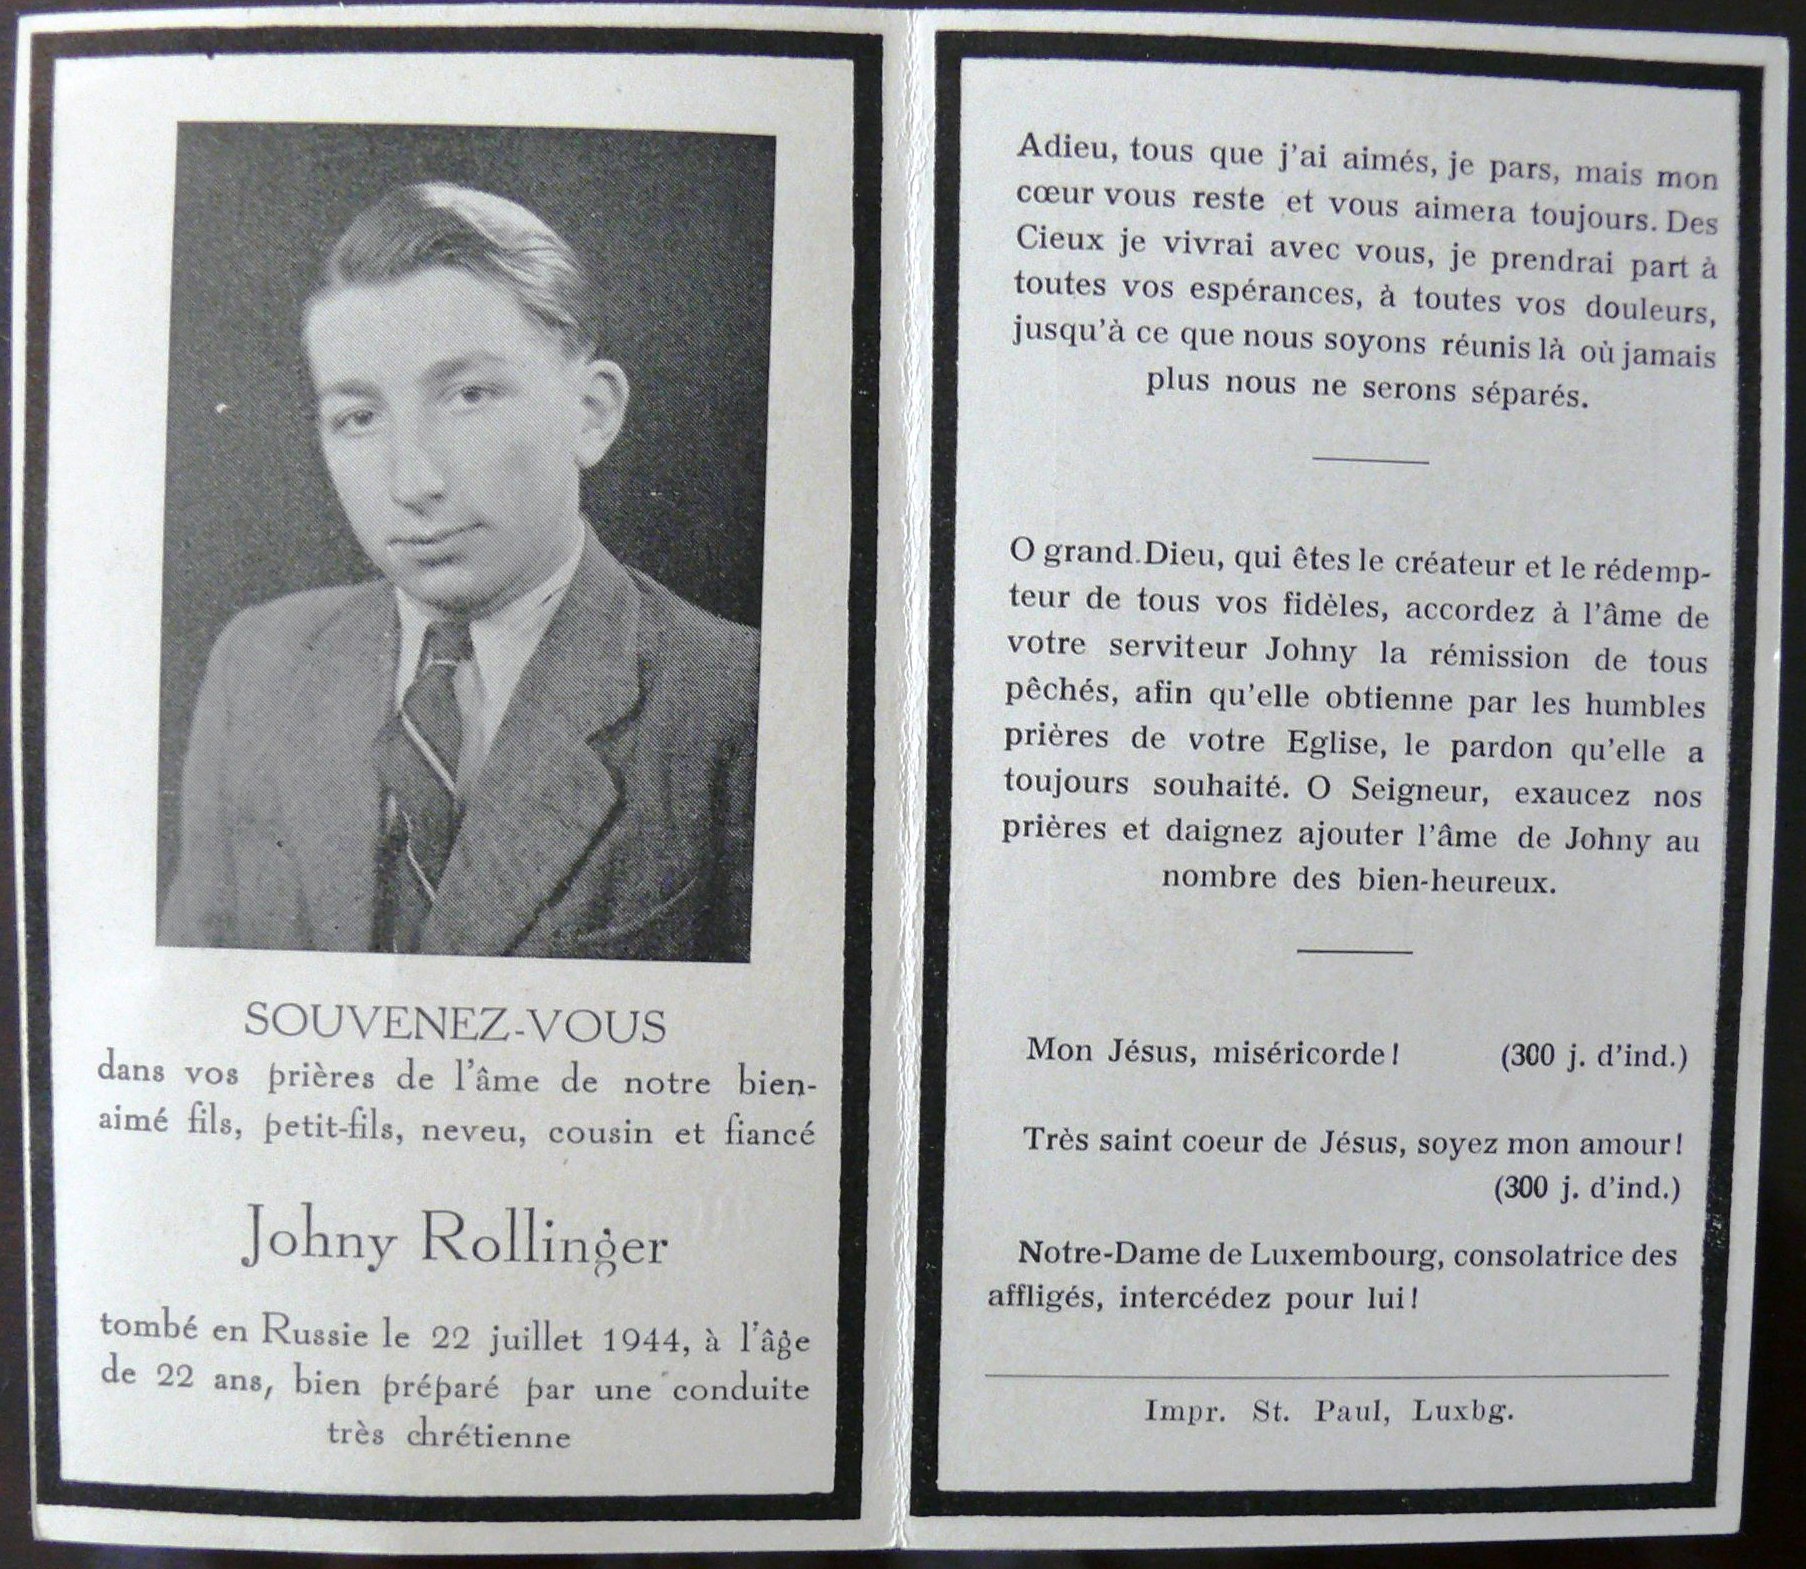 SOUVENEZ-VOUS
dans vos prières de l'âme de notre bien-
aimé fils, petit-fils, neveu, cousin et fiancé
Johny Rollinger
tombé en Russie le 22 juillet 1944, à l'âge
de 22 ans, bien préparé par une conduite
très chrétienne
Adieu, tous que j'ai aimés, je pars, mais mon
cœur vous reste et vous aimera toujours. Des
Cieux je vivrai avec vous, je prendrai part à
toutes vos espérances, à toutes vos douleurs,
jusqu'à ce que nous soyons réunis là où jamais
plus nous ne serons séparés.
O grand Dieu, qui êtes le créateur et le rédemp-
teur de tous vos fidèles, accordez à l'âme de
votre serviteur Johny la rémission de tous
pêchés, afin qu'elle obtienne par les humbles
prières de votre Eglise, le pardon qu'elle a
toujours souhaité. O Seigneur, exaucez nos
prières et daignez ajouter l'âme de Johny au
nombre des bien-heureux.
Mon Jésus, miséricorde! (300 j. d'ind.)
Très saint coeur de Jésus, soyez mon amour!
(300 j. d'ind.)
Notre-Dame de Luxembourg, consolatrice des
affligés, intercédez pour lui!
Impr. St. Paul, Luxbg.